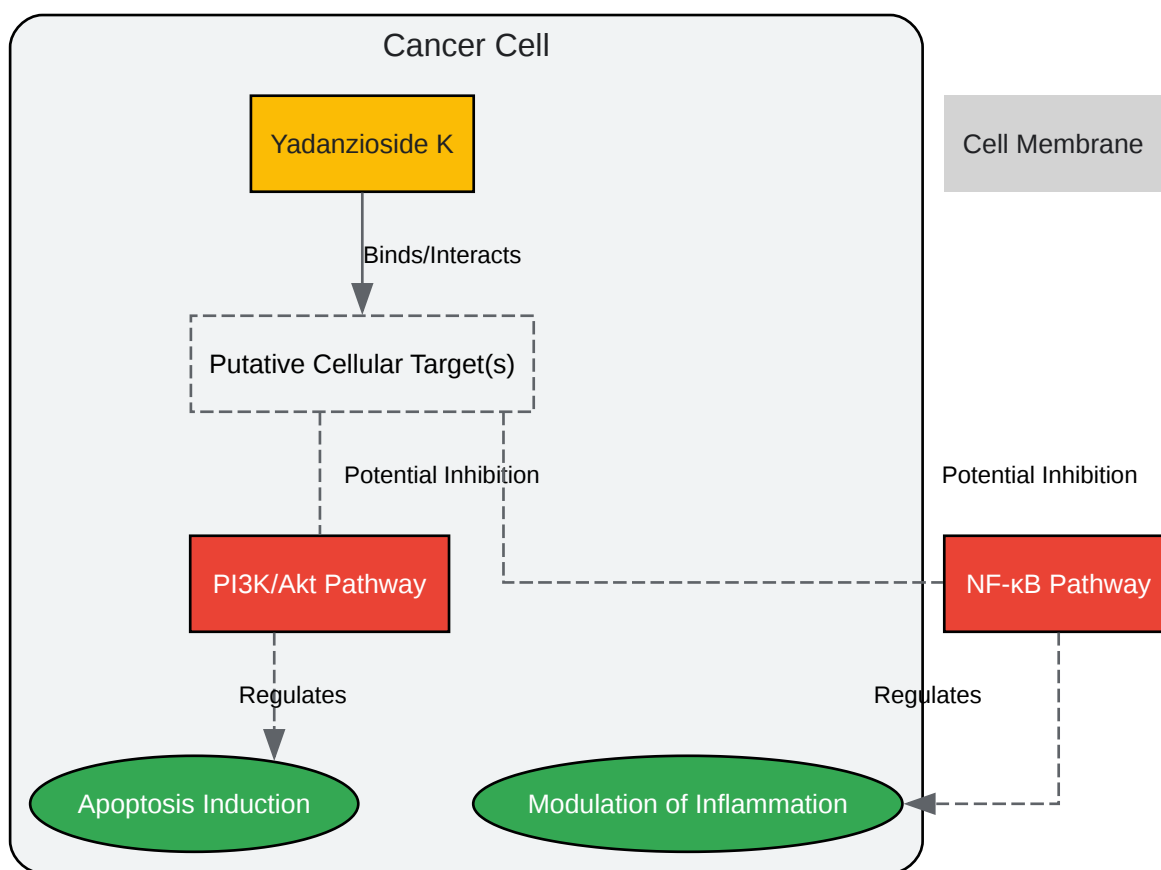 Cancer Cell
Yadanzioside K
Cell Membrane
Binds/Interacts
Putative Cellular Target(s)
Potential Inhibition
Potential Inhibition
PI3K/Akt Pathway
NF-κB Pathway
Regulates
Regulates
Apoptosis Induction
Modulation of Inflammation